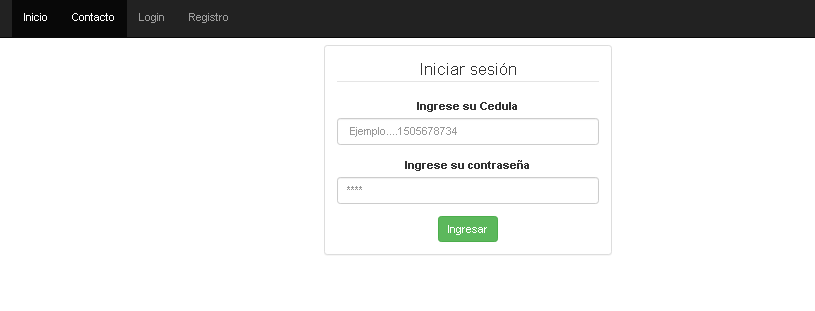 Inicio Contacto Login Registro
Iniciar sesión
Ingrese su Cedula
Ejemplo....1505678734
Ingrese su contraseña
****
Ingresar